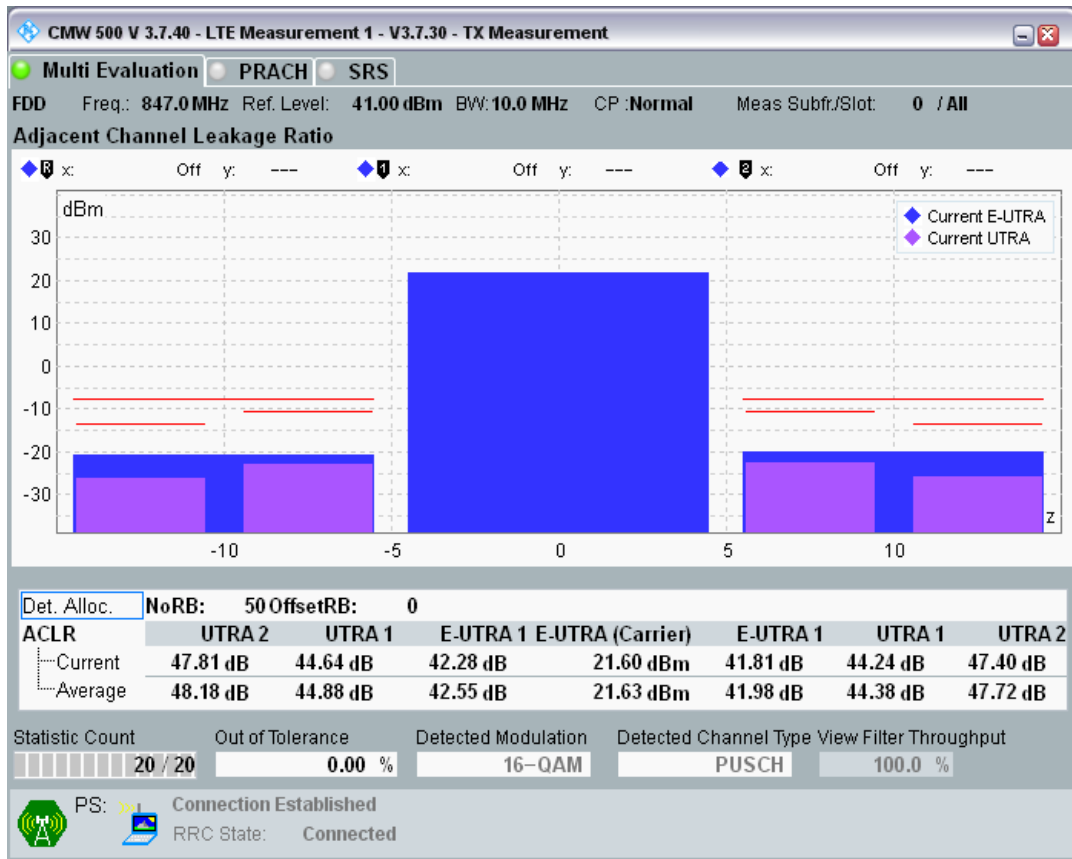 CMW 500 V 3.7.40 - LTE Measurement 1 - V3.7.30 - TX Measurement
Multi Evaluation PRACH SRS
FDD Freq.: 847.0 MHz Ref. Level: 41.00 dBm BW: 10.0 MHz CP :Normal Meas Subfr./Slot: 0 / All
Adjacent Channel Leakage Ratio
R x: Off y: --- 1 x: Off y: --- 2 x: Off y: ---
dBm
Current E-UTRA
Current UTRA
30
20
10
0
-10
-20
-30
z
-10 -5 0 5 10
Det. Alloc. NoRB: 50 OffsetRB: 0
ACLR UTRA 2 UTRA 1 E-UTRA 1 E-UTRA (Carrier) E-UTRA 1 UTRA 1 UTRA 2
Current 47.81 dB 44.64 dB 42.28 dB 21.60 dBm 41.81 dB 44.24 dB 47.40 dB
Average 48.18 dB 44.88 dB 42.55 dB 21.63 dBm 41.98 dB 44.38 dB 47.72 dB
Statistic Count Out of Tolerance Detected Modulation Detected Channel Type View Filter Throughput
20 / 20 0.00 % 16-QAM PUSCH 100.0 %
PS: Connection Established
RRC State: Connected